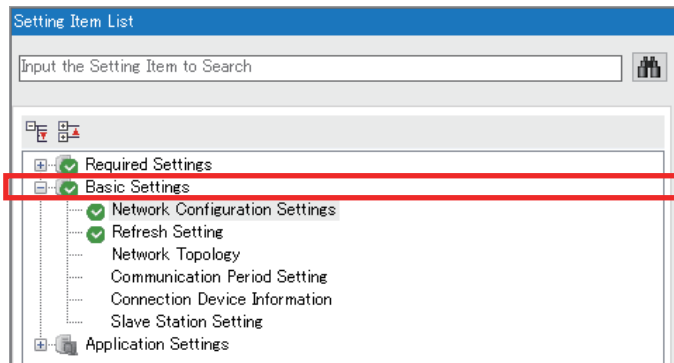 Setting Item List
Input the Setting Item to Search
Required Settings
Basic Settings
Network Configuration Settings
Refresh Setting
Network Topology
Communication Period Setting
Connection Device Information
Slave Station Setting
Application Settings